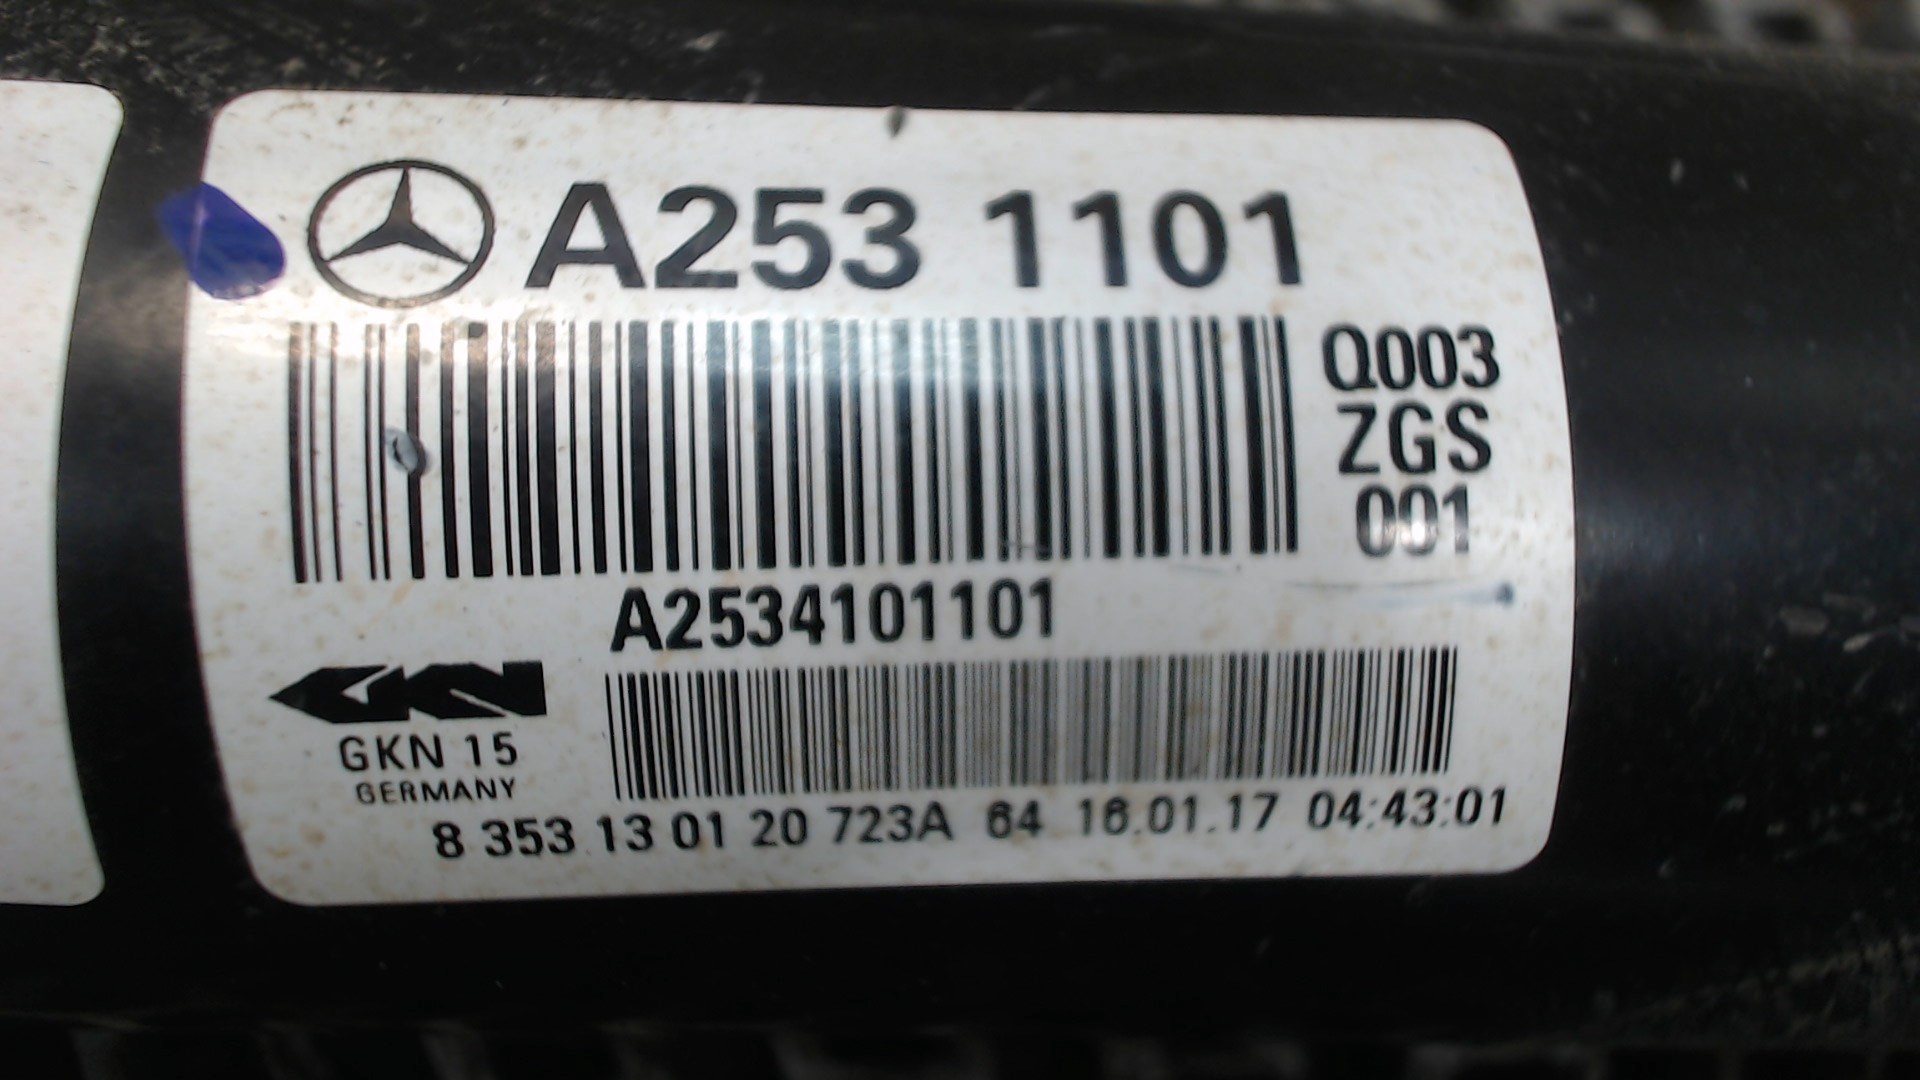 A253 1101
Q003
ZGS
001
A2534101101
GKN
GKN 15
GERMANY
8 353 13 01 20 723A 64 16.01.17 04:43:01